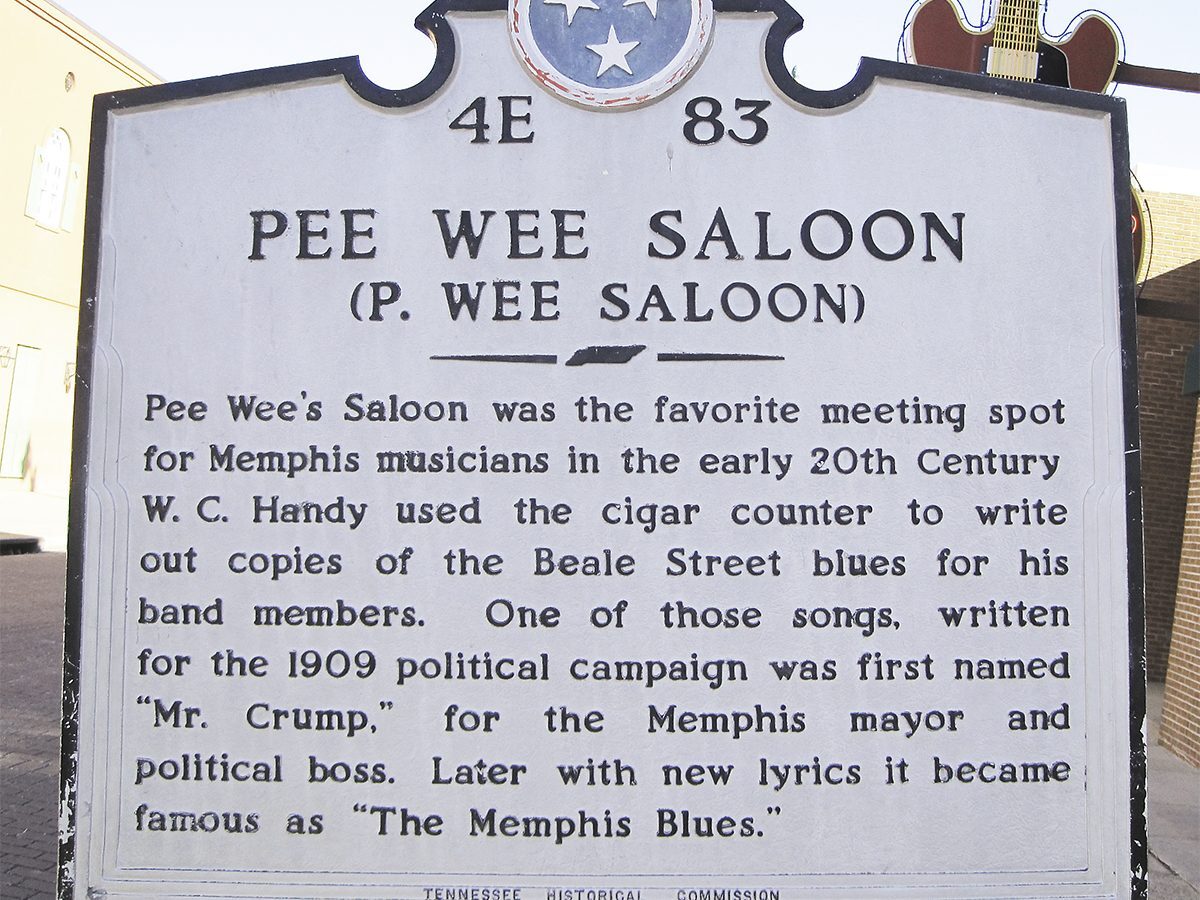 4E 83
PEE WEE SALOON
(P. WEE SALOON)
Pee Wee's Saloon was the favorite meeting spot
for Memphis musicians in the early 20th Century
W. C. Handy used the cigar counter to write
out copies of the Beale Street blues for his
band members. One of those songs, written
for the 1909 political campaign was first named
“Mr. Crump,” for the Memphis mayor and
political boss. Later with new lyrics it became
famous as “The Memphis Blues.”
TENNESSEE HISTORICAL COMMISSION